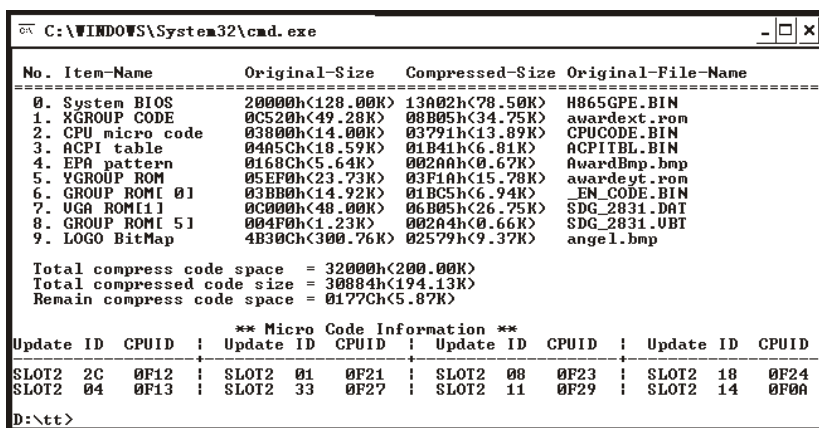 C:\WINDOWS\System32\cmd.exe
No. Item-Name Original-Size Compressed-Size Original-File-Name
================================================================================
0. System BIOS 20000h(128.00K) 13A02h(78.50K) H865GPE.BIN
1. XGROUP CODE 0C520h(49.28K) 08B05h(34.75K) awardext.rom
2. CPU micro code 03800h(14.00K) 03791h(13.89K) CPUCODE.BIN
3. ACPI table 04A5Ch(18.59K) 01B41h(6.81K) ACPITBL.BIN
4. EPA pattern 0168Ch(5.64K) 002AAh(0.67K) AwardBmp.bmp
5. YGROUP ROM 05EF0h(23.73K) 03F1Ah(15.78K) awardeyt.rom
6. GROUP ROM[ 0] 03BB0h(14.92K) 01BC5h(6.94K) _EN_CODE.BIN
7. VGA ROM[1] 0C000h(48.00K) 06B05h(26.75K) SDG_2831.DAT
8. GROUP ROM[ 5] 004F0h(1.23K) 002A4h(0.66K) SDG_2831.VBT
9. LOGO BitMap 4B30Ch(300.76K) 02579h(9.37K) angel.bmp
Total compress code space = 32000h(200.00K)
Total compressed code size = 30884h(194.13K)
Remain compress code space = 0177Ch(5.87K)
** Micro Code Information **
Update ID CPUID | Update ID CPUID | Update ID CPUID | Update ID CPUID
------------------+--------------------+--------------------+-------------------
SLOT2 2C 0F12 | SLOT2 01 0F21 | SLOT2 08 0F23 | SLOT2 18 0F24
SLOT2 04 0F13 | SLOT2 33 0F27 | SLOT2 11 0F29 | SLOT2 14 0F0A
D:\tt>